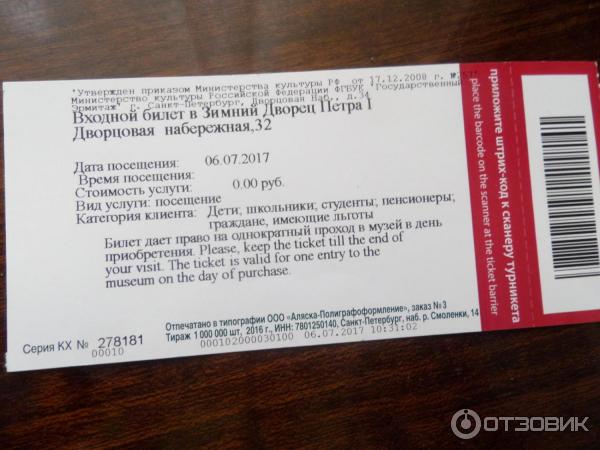 "Утвержден приказом Министерства культуры РФ от 17.12.2008 г. №
Министерство культуры Российской Федерации ФГБУК "Государственный
Эрмитаж" г. Санкт-Петербург, Дворцовая Наб., д.34
Входной билет в Зимний Дворец Петра I
Дворцовая набережная,32
Дата посещения: 06.07.2017
Время посещения:
Стоимость услуги: 0.00 руб.
Вид услуги: посещение
Категория клиента: Дети; школьники; студенты; пенсионеры;
граждане, имеющие льготы
Билет дает право на однократный проход в музей в день
приобретения. Please, keep the ticket till the end of
your visit. The ticket is valid for one entry to the
museum on the day of purchase.
Отпечатано в типографии ООО «Аляска-Полиграфоформление», заказ № 3
Тираж 1 000 000 шт, 2016 г., ИНН: 7801250140, Санкт-Петербург, наб. р. Смоленки, 14
Серия КХ № 278181
00010
000102000030100 06.07.2017 10:31:02
приложите штрих-код к сканеру турникета
place the barcode on the scanner at the ticket barrier
ОТЗОВИК